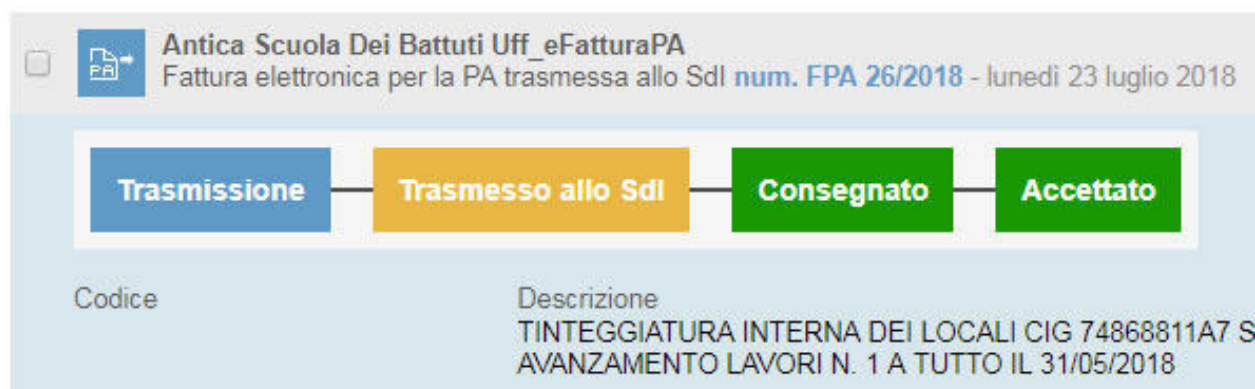 Antica Scuola Dei Battuti Uff_eFatturaPA
PA
Fattura elettronica per la PA trasmessa allo SdI num. FPA 26/2018 - lunedì 23 luglio 2018
Trasmissione
Trasmesso allo SdI
Consegnato
Accettato
Codice
Descrizione
TINTEGGIATURA INTERNA DEI LOCALI CIG 74868811A7 S
AVANZAMENTO LAVORI N. 1 A TUTTO IL 31/05/2018